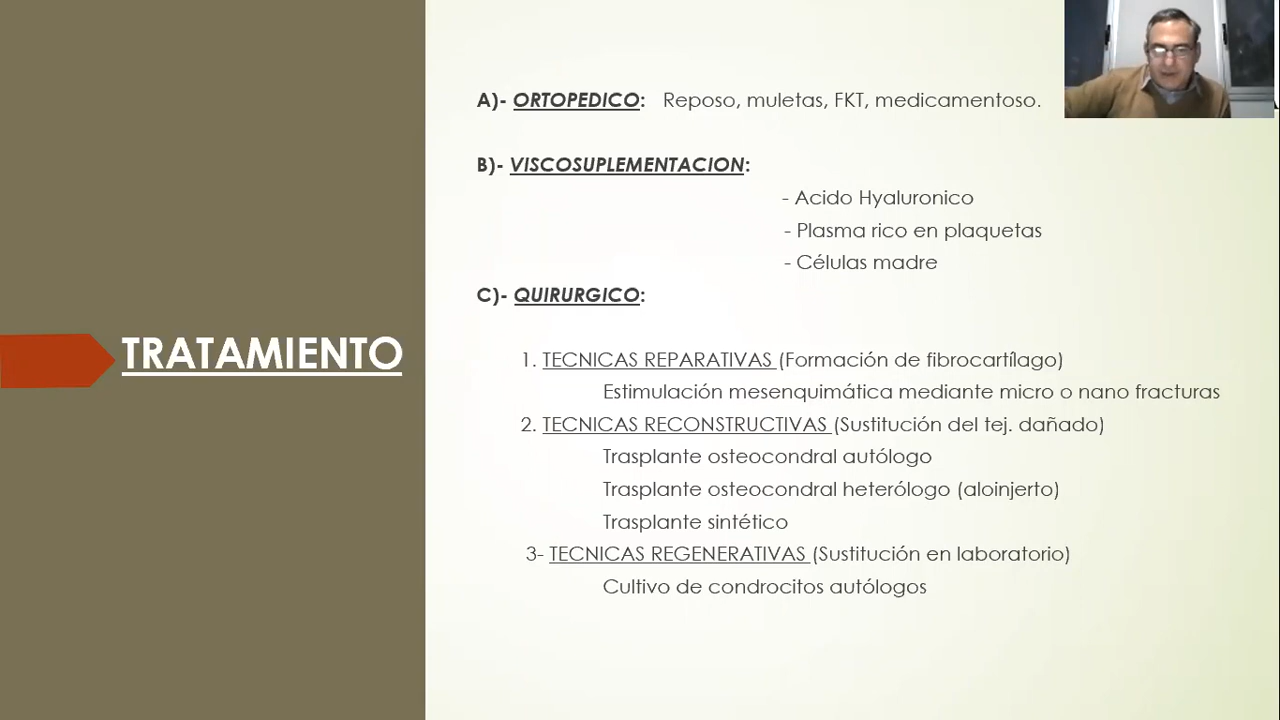 TRATAMIENTO
A)- ORTOPEDICO: Reposo, muletas, FKT, medicamentoso.
B)- VISCOSUPLEMENTACION:
- Acido Hyaluronico
- Plasma rico en plaquetas
- Células madre
C)- QUIRURGICO:
1. TECNICAS REPARATIVAS (Formación de fibrocartílago)
Estimulación mesenquimática mediante micro o nano fracturas
2. TECNICAS RECONSTRUCTIVAS (Sustitución del tej. dañado)
Trasplante osteocondral autólogo
Trasplante osteocondral heterólogo (aloinjerto)
Trasplante sintético
3- TECNICAS REGENERATIVAS (Sustitución en laboratorio)
Cultivo de condrocitos autólogos